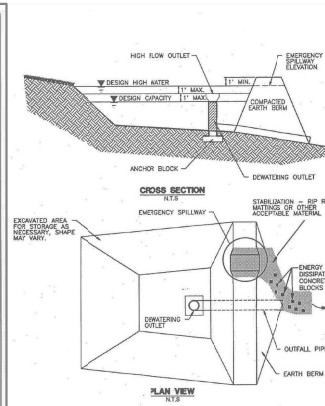 HIGH FLOW OUTLET
EMERGENCY
SPILLWAY
ELEVATION
DESIGN HIGH WATER
1' MIN.
1' MAX.
DESIGN CAPACITY
1' MAX.
COMPACTED
EARTH BERM
DEWATERING OUTLET
ANCHOR BLOCK
CROSS SECTION
N.T.S
EMERGENCY SPILLWAY
STABILIZATION - RIP R
MATTINGS OR OTHER
ACCEPTABLE MATERIAL
EXCAVATED AREA
FOR STORAGE AS
NECESSARY, SHAPE
MAY VARY.
ENERGY
DISSIPAT
CONCRET
BLOCKS
DEWATERING
OUTLET
OUTFALL PIP
EARTH BERM
PLAN VIEW
N.T.S